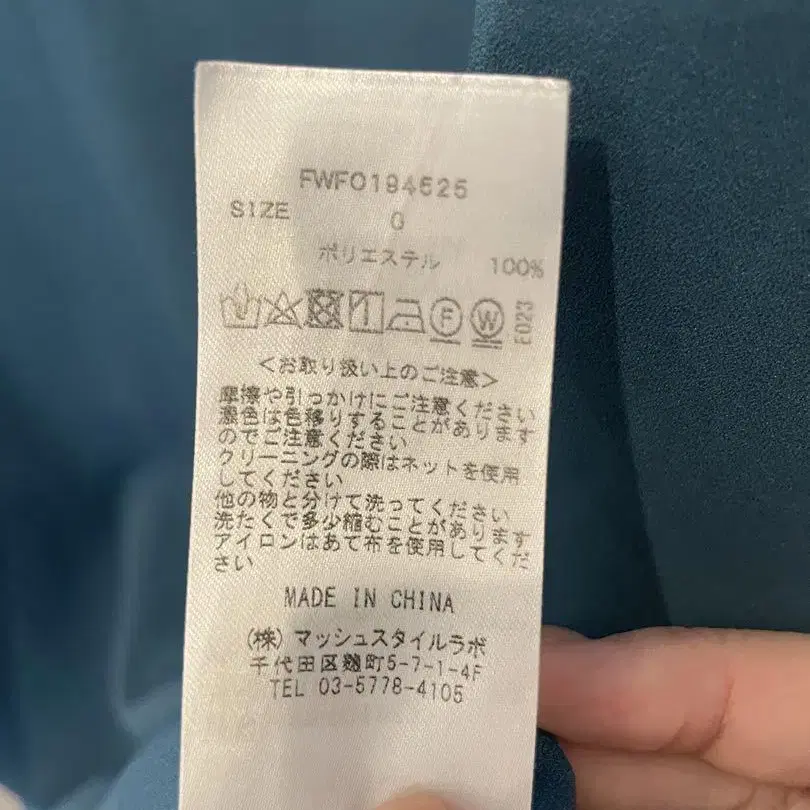 FWF0194525
SIZE 0
ポリエステル 100%
F W E023
<お取り扱い上のご注意>
摩擦や引っかけにご注意ください
濃色は色移りすることがあります
のでご注意ください
クリーニングの際はネットを使用
してください
他の物と分けて洗ってください
洗たくで多少縮むことがあります
アイロンはあて布を使用してくだ
さい
MADE IN CHINA
(株)マッシュスタイルラボ
千代田区麹町5-7-1-4F
TEL 03-5778-4105